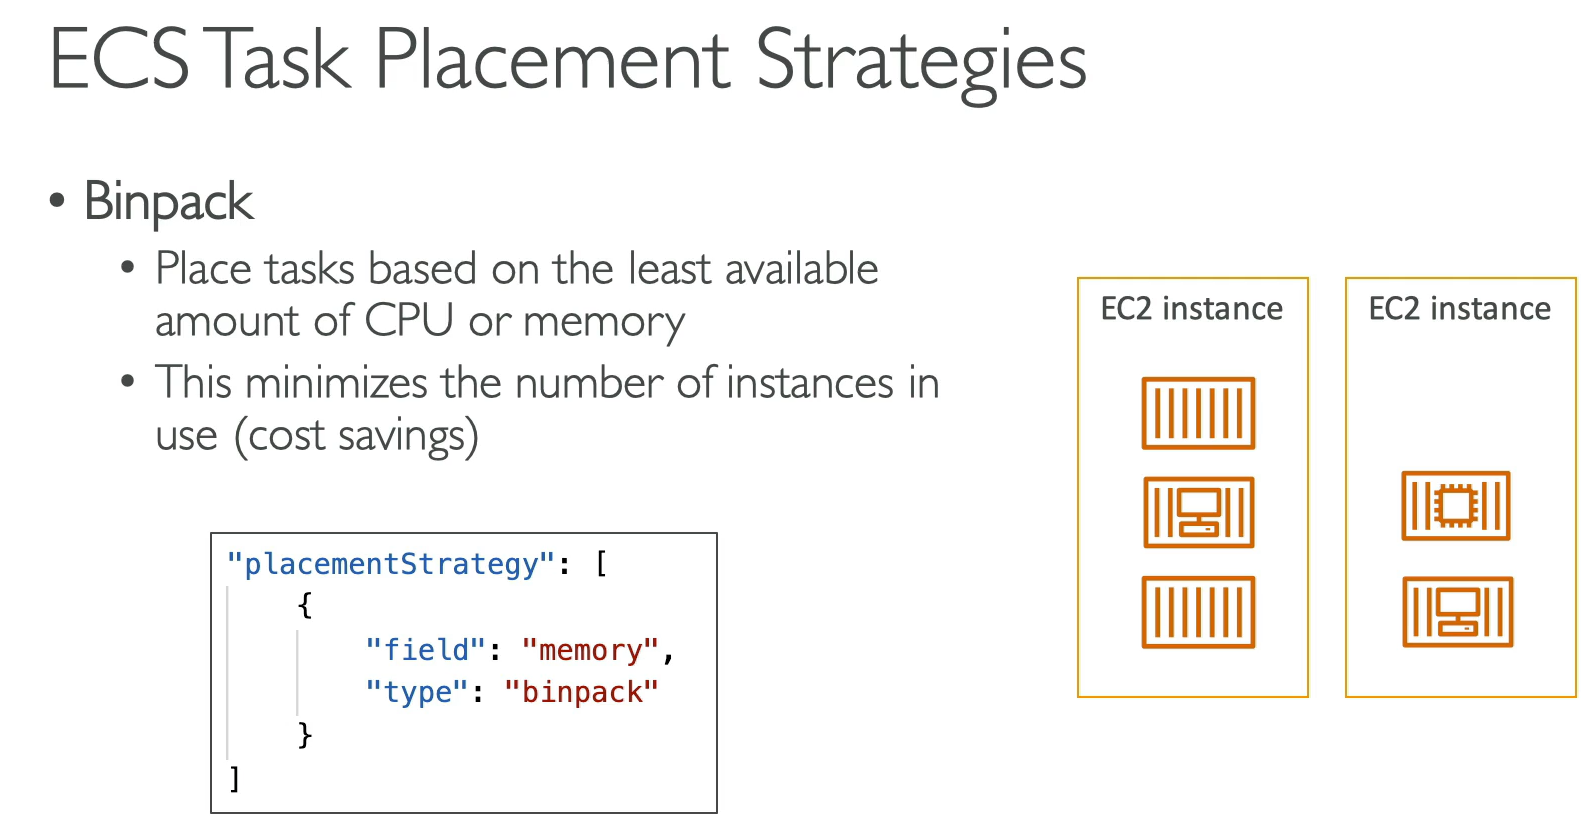 ECS Task Placement Strategies
• Binpack
• Place tasks based on the least available
amount of CPU or memory
• This minimizes the number of instances in
use (cost savings)
"placementStrategy": [
{
"field": "memory",
"type": "binpack"
}
]
EC2 instance
EC2 instance